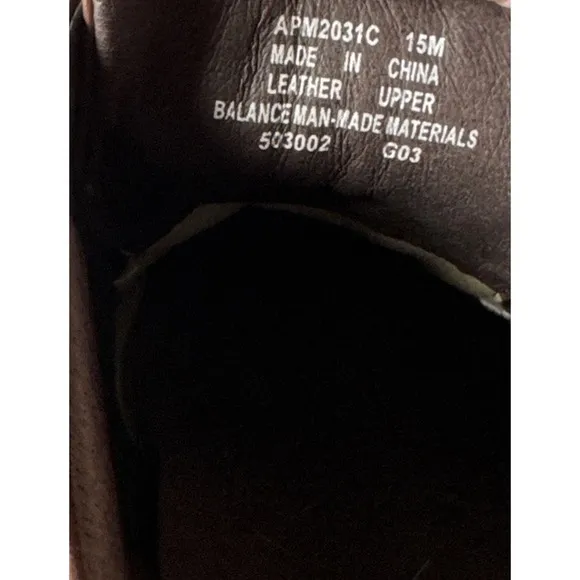 APM2031C 15M
MADE IN CHINA
LEATHER UPPER
BALANCE MAN-MADE MATERIALS
503002 G03